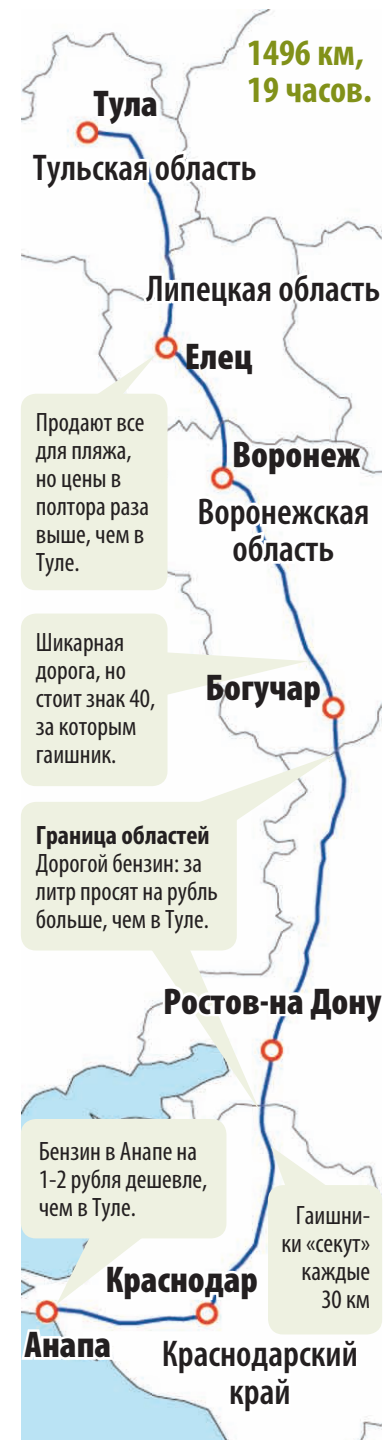 1496 км,
19 часов.
Тула
Тульская область
Липецкая область
Елец
Продают все
для пляжа,
но цены в
полтора раза
выше, чем в
Туле.
Воронеж
Воронежская
область
Шикарная
дорога, но
стоит знак 40,
за которым
гаишник.
Богучар
Граница областей
Дорогой бензин: за
литр просят на рубль
больше, чем в Туле.
Ростов-на Дону
Бензин в Анапе на
1-2 рубля дешевле,
чем в Туле.
Гаишни-
ки «секут»
каждые
30 км
Краснодар
Анапа
Краснодарский
край